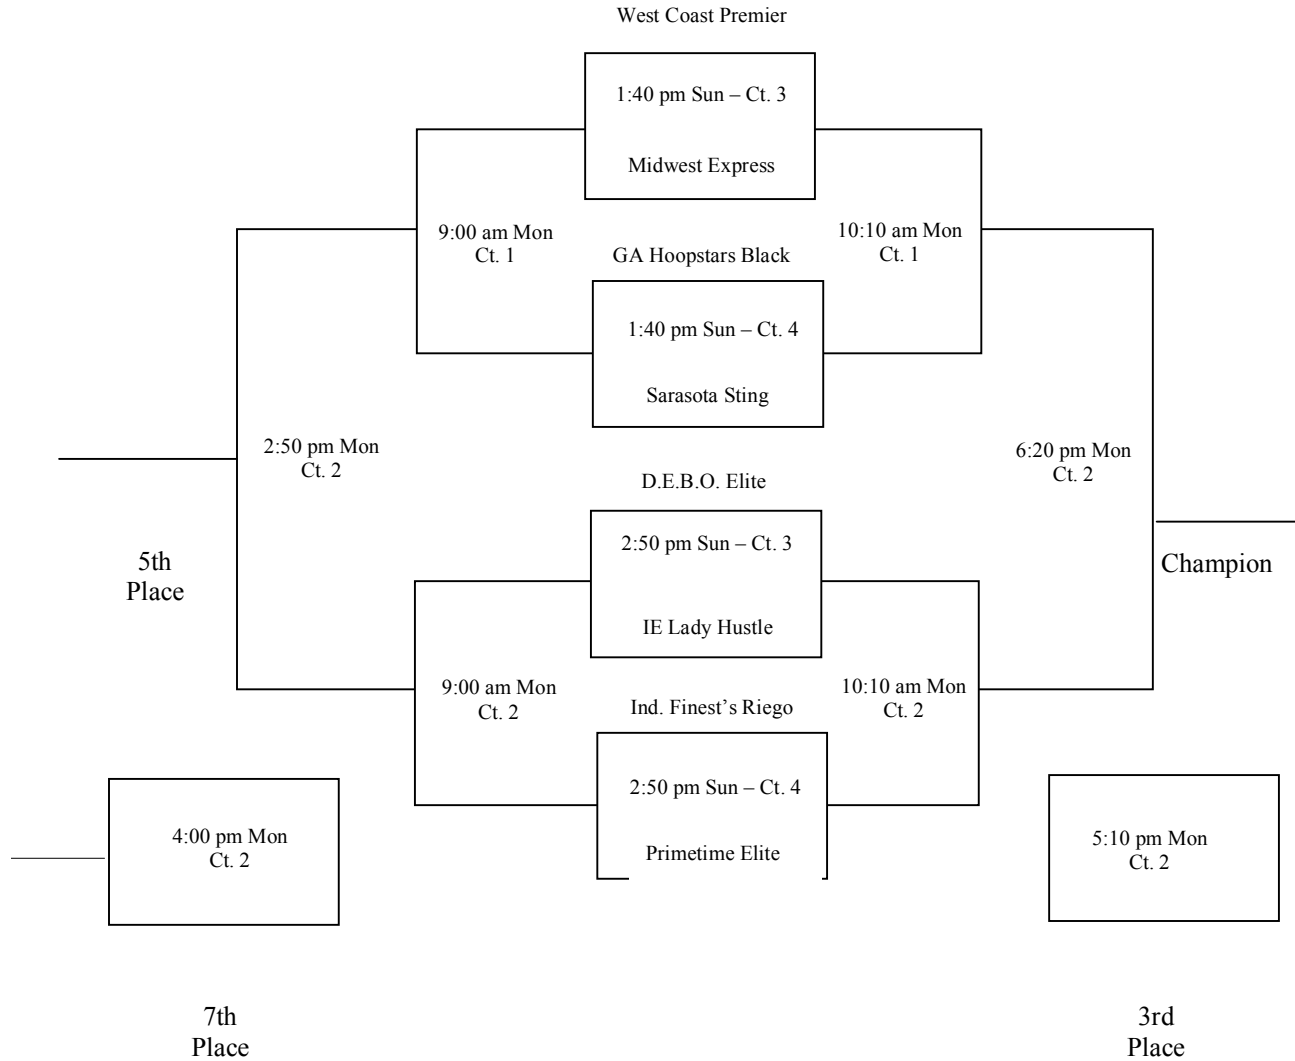 West Coast Premier
1:40 pm Sun – Ct. 3
Midwest Express
9:00 am Mon
Ct. 1
10:10 am Mon
Ct. 1
GA Hoopstars Black
1:40 pm Sun – Ct. 4
Sarasota Sting
2:50 pm Mon
Ct. 2
6:20 pm Mon
Ct. 2
D.E.B.O. Elite
2:50 pm Sun – Ct. 3
5th
Place
Champion
IE Lady Hustle
9:00 am Mon
Ct. 2
10:10 am Mon
Ct. 2
Ind. Finest's Riego
2:50 pm Sun – Ct. 4
Primetime Elite
4:00 pm Mon
Ct. 2
5:10 pm Mon
Ct. 2
7th
Place
3rd
Place